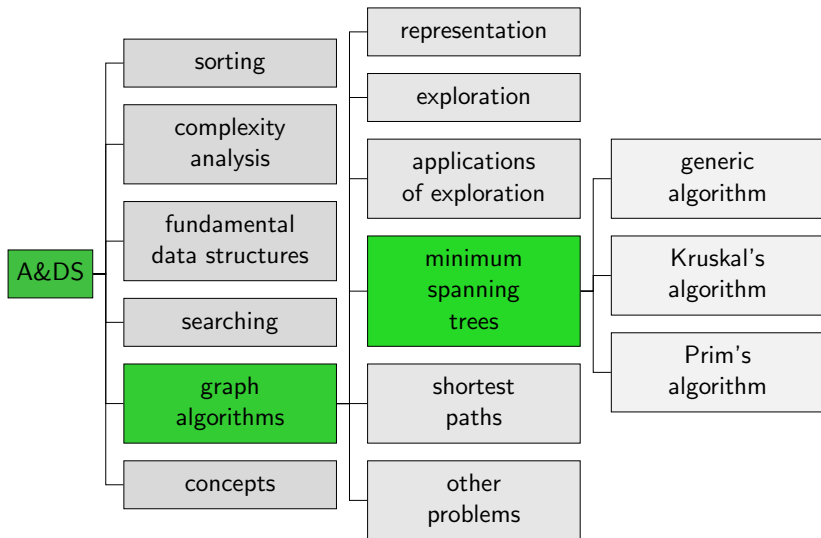 A&DS
sorting
complexity
analysis
fundamental
data structures
searching
graph
algorithms
concepts
representation
exploration
applications
of exploration
minimum
spanning
trees
shortest
paths
other
problems
generic
algorithm
Kruskal's
algorithm
Prim's
algorithm